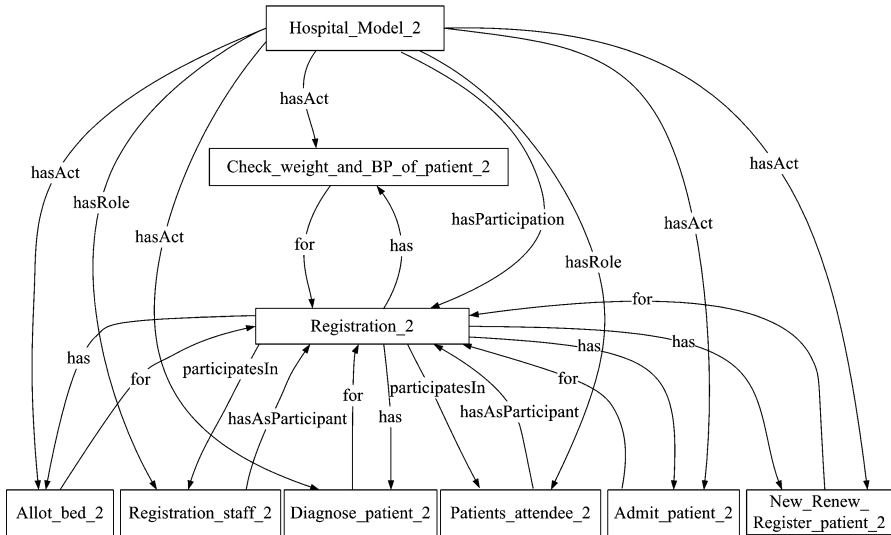 Hospital_Model_2
hasAct
Check_weight_and_BP_of_patient_2
hasAct
hasAct
hasRole
hasParticipation
hasAct
hasAct
for
has
hasRole
for
Registration_2
has
has
has
participatesIn
for
for
participatesIn
for
hasAsParticipant
has
hasAsParticipant
Allot_bed_2
Registration_staff_2
Diagnose_patient_2
Patients_attendee_2
Admit_patient_2
New_Renew_
Register_patient_2